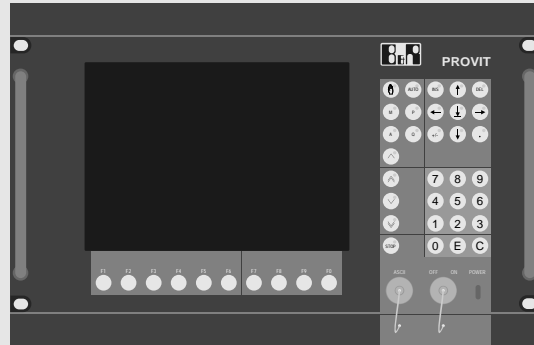 B&R
PROVIT
AUTO INS DEL
M P
A G +/- .
7 8 9
4 5 6
1 2 3
STOP 0 E C
F1 F2 F3 F4 F5 F6 F7 F8 F9 F0
OFF ON POWER